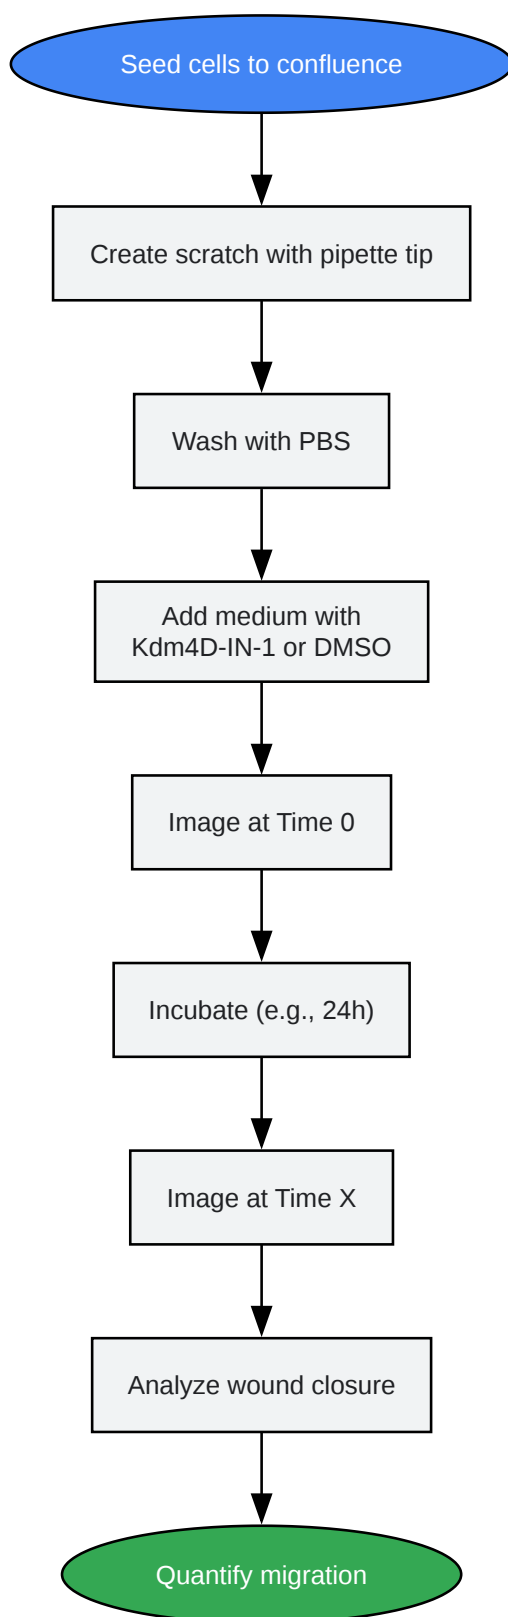 Seed cells to confluence
Create scratch with pipette tip
Wash with PBS
Add medium with
Kdm4D-IN-1 or DMSO
Image at Time 0
Incubate (e.g., 24h)
Image at Time X
Analyze wound closure
Quantify migration